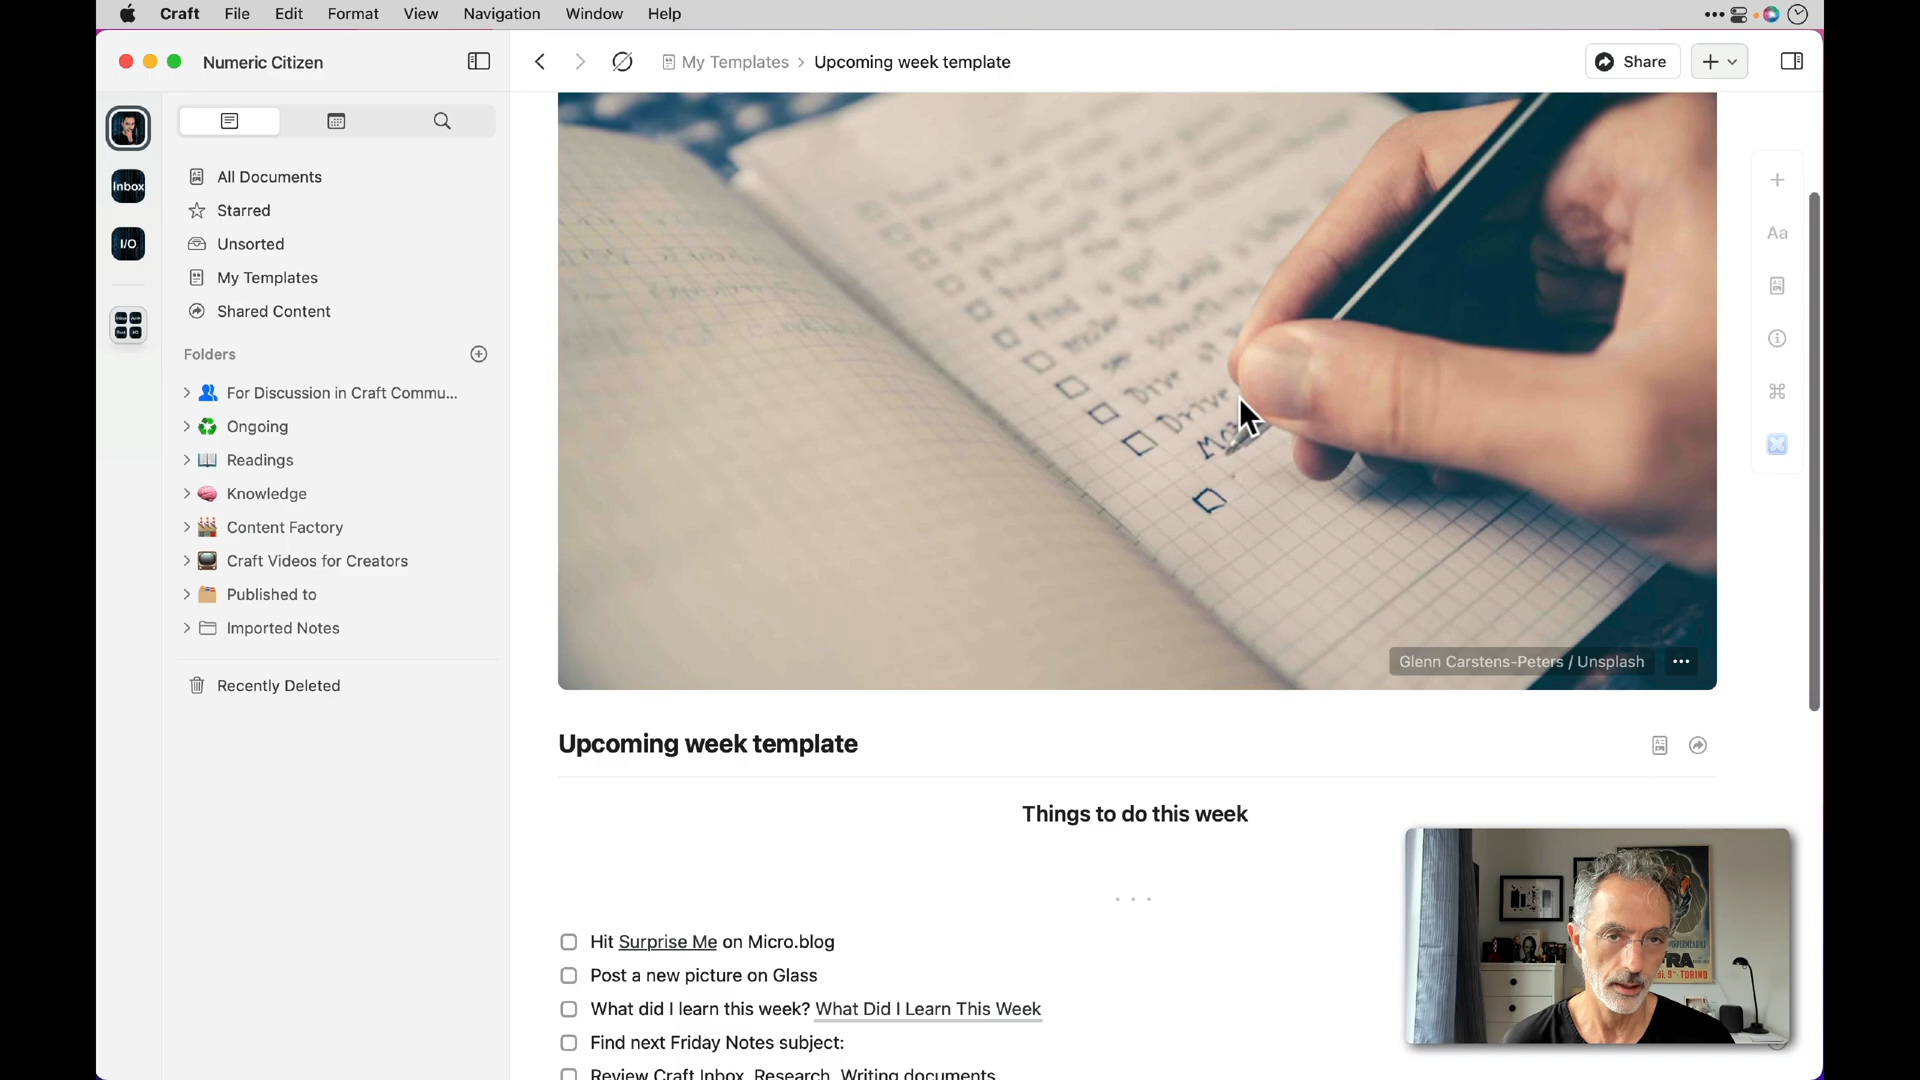 Craft File Edit Format View Navigation Window Help
Numeric Citizen
My Templates > Upcoming week template
Share
Inbox
I/O
All Documents
Starred
Unsorted
My Templates
Shared Content
Folders
For Discussion in Craft Commu...
Ongoing
Readings
Knowledge
Content Factory
Craft Videos for Creators
Published to
Imported Notes
Recently Deleted
Aa
Drive
Drive
Glenn Carstens-Peters / Unsplash
Upcoming week template
Things to do this week
Hit Surprise Me on Micro.blog
Post a new picture on Glass
What did I learn this week? What Did I Learn This Week
Find next Friday Notes subject:
Review Craft Inbox, Research, Writing documents